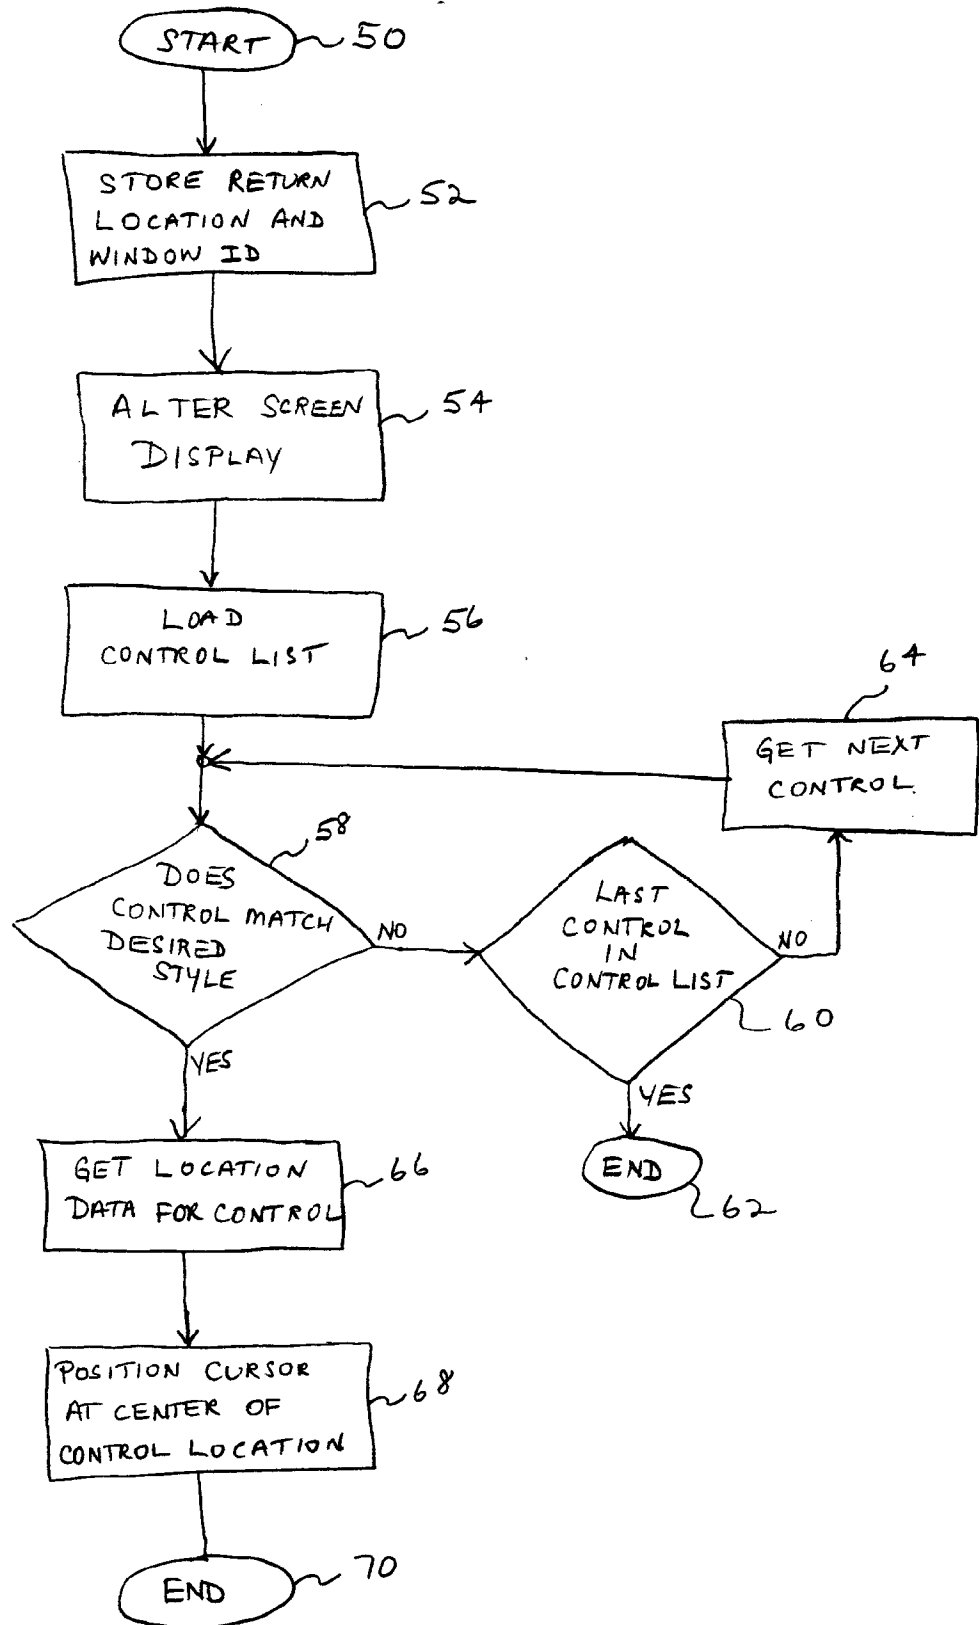 START
50
STORE RETURN
LOCATION AND
WINDOW ID
52
ALTER SCREEN
DISPLAY
54
LOAD
CONTROL LIST
56
64
GET NEXT
CONTROL.
58
DOES
CONTROL MATCH
DESIRED
STYLE
NO
LAST
CONTROL
IN
CONTROL LIST
NO
60
YES
YES
END
62
GET LOCATION
DATA FOR CONTROL
66
POSITION CURSOR
AT CENTER OF
CONTROL LOCATION
68
END
70